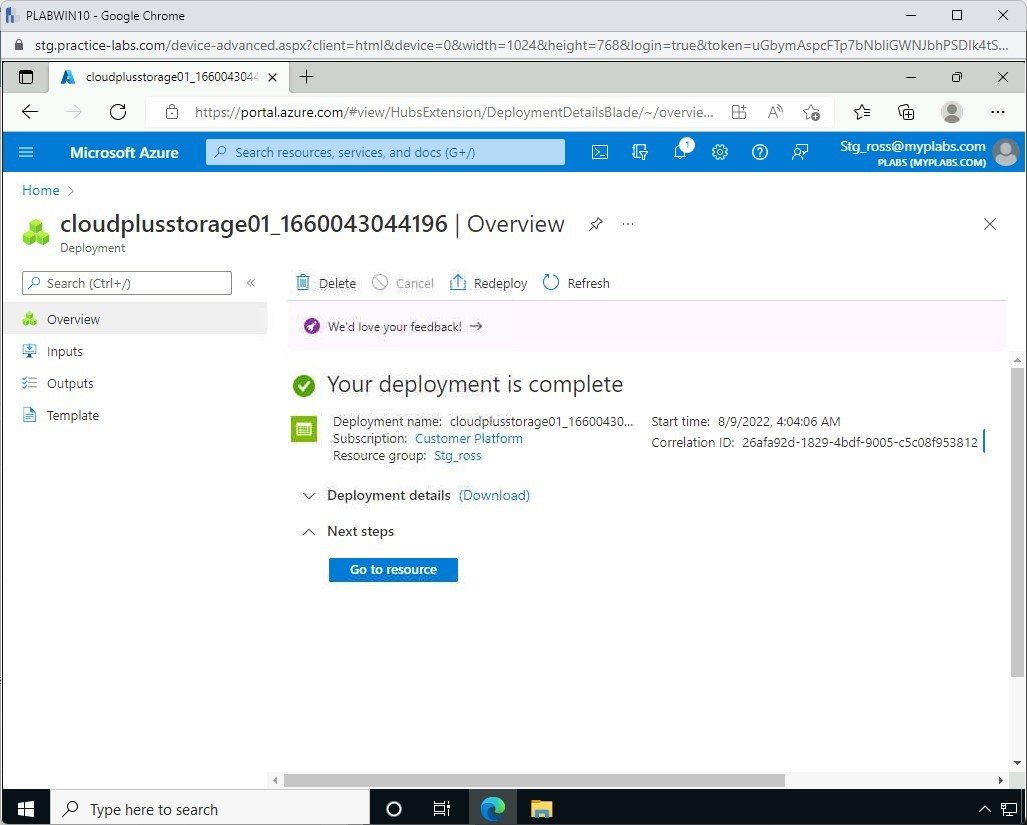 PLABWIN10 - Google Chrome
stg.practice-labs.com/device-advanced.aspx?client=html&device=0&width=1024&height=768&login=true&token=uGbymAspcFTp7bNbliGWNJbhPSDIk4tS...
cloudplusstorage01_1660043044
https://portal.azure.com/#view/HubsExtension/DeploymentDetailsBlade/~/overvie...
Microsoft Azure
Search resources, services, and docs (G+/)
1
Stg_ross@myplabs.com
PLABS (MYPLABS.COM)
Home
cloudplusstorage01_1660043044196 | Overview
Deployment
Search (Ctrl+/)
Delete
Cancel
Redeploy
Refresh
Overview
Inputs
Outputs
Template
We'd love your feedback! →
Your deployment is complete
Deployment name: cloudplusstorage01_16600430...
Subscription: Customer Platform
Resource group: Stg_ross
Start time: 8/9/2022, 4:04:06 AM
Correlation ID: 26afa92d-1829-4bdf-9005-c5c08f953812
Deployment details (Download)
Next steps
Go to resource
Type here to search